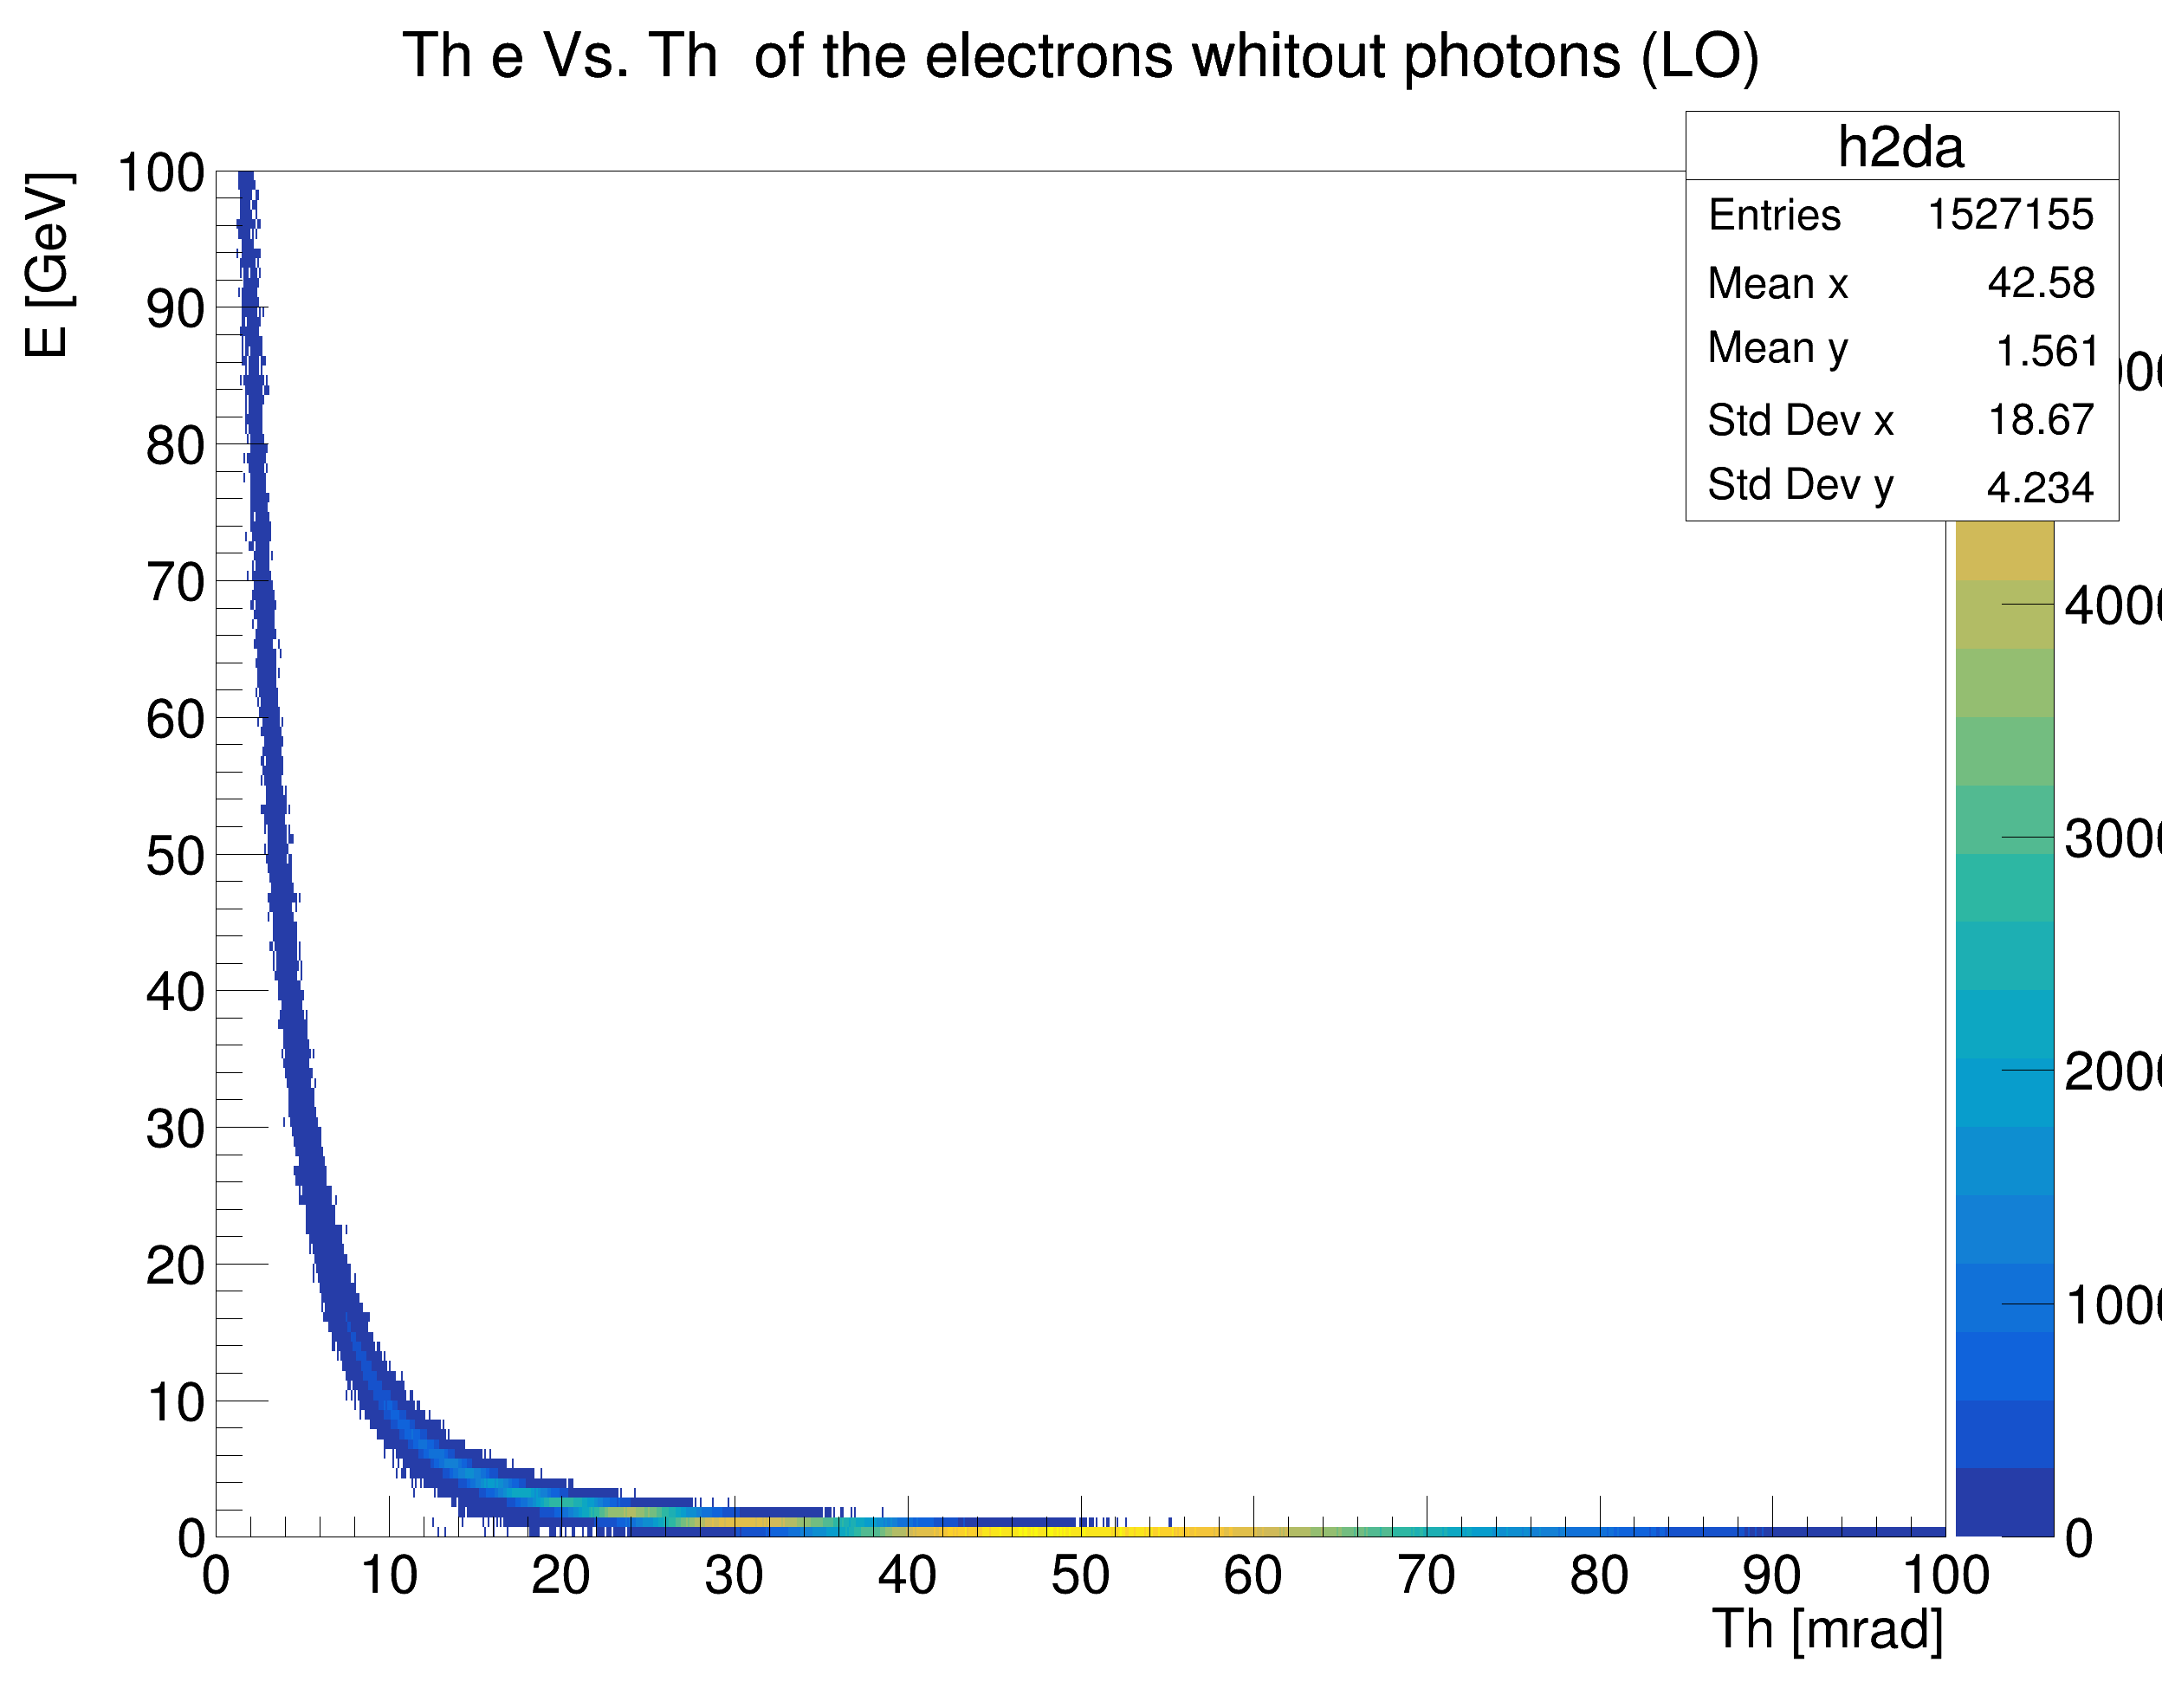 Th e Vs. Th  of the electrons whitout photons (LO)
h2da
Entries 1527155
Mean x 42.58
Mean y 1.561
Std Dev x 18.67
Std Dev y 4.234
E [GeV]
100
90
80
70
60
50
40
30
20
10
0
0 10 20 30 40 50 60 70 80 90 100
Th [mrad]
0